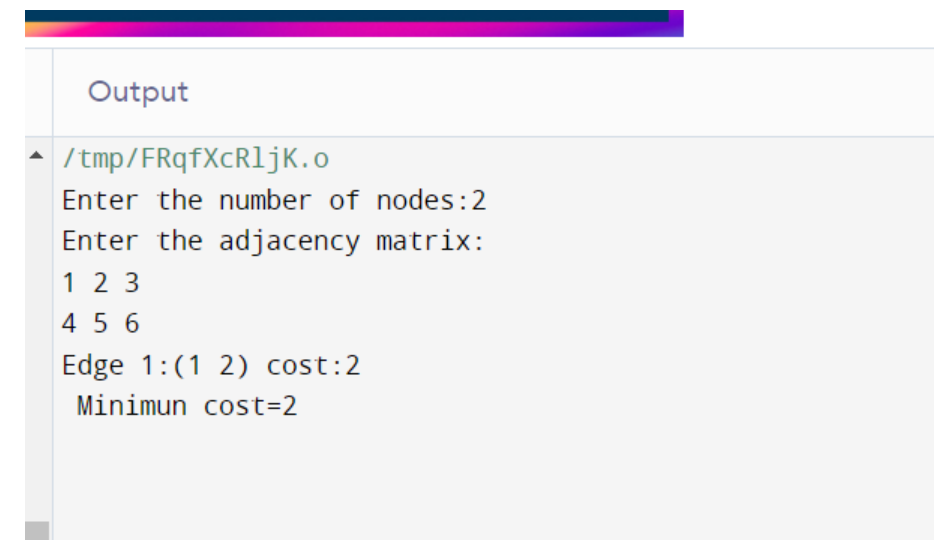 Output
/tmp/FRqfXcRljK.o
Enter the number of nodes:2
Enter the adjacency matrix:
1 2 3
4 5 6
Edge 1:(1 2) cost:2
Minimun cost=2